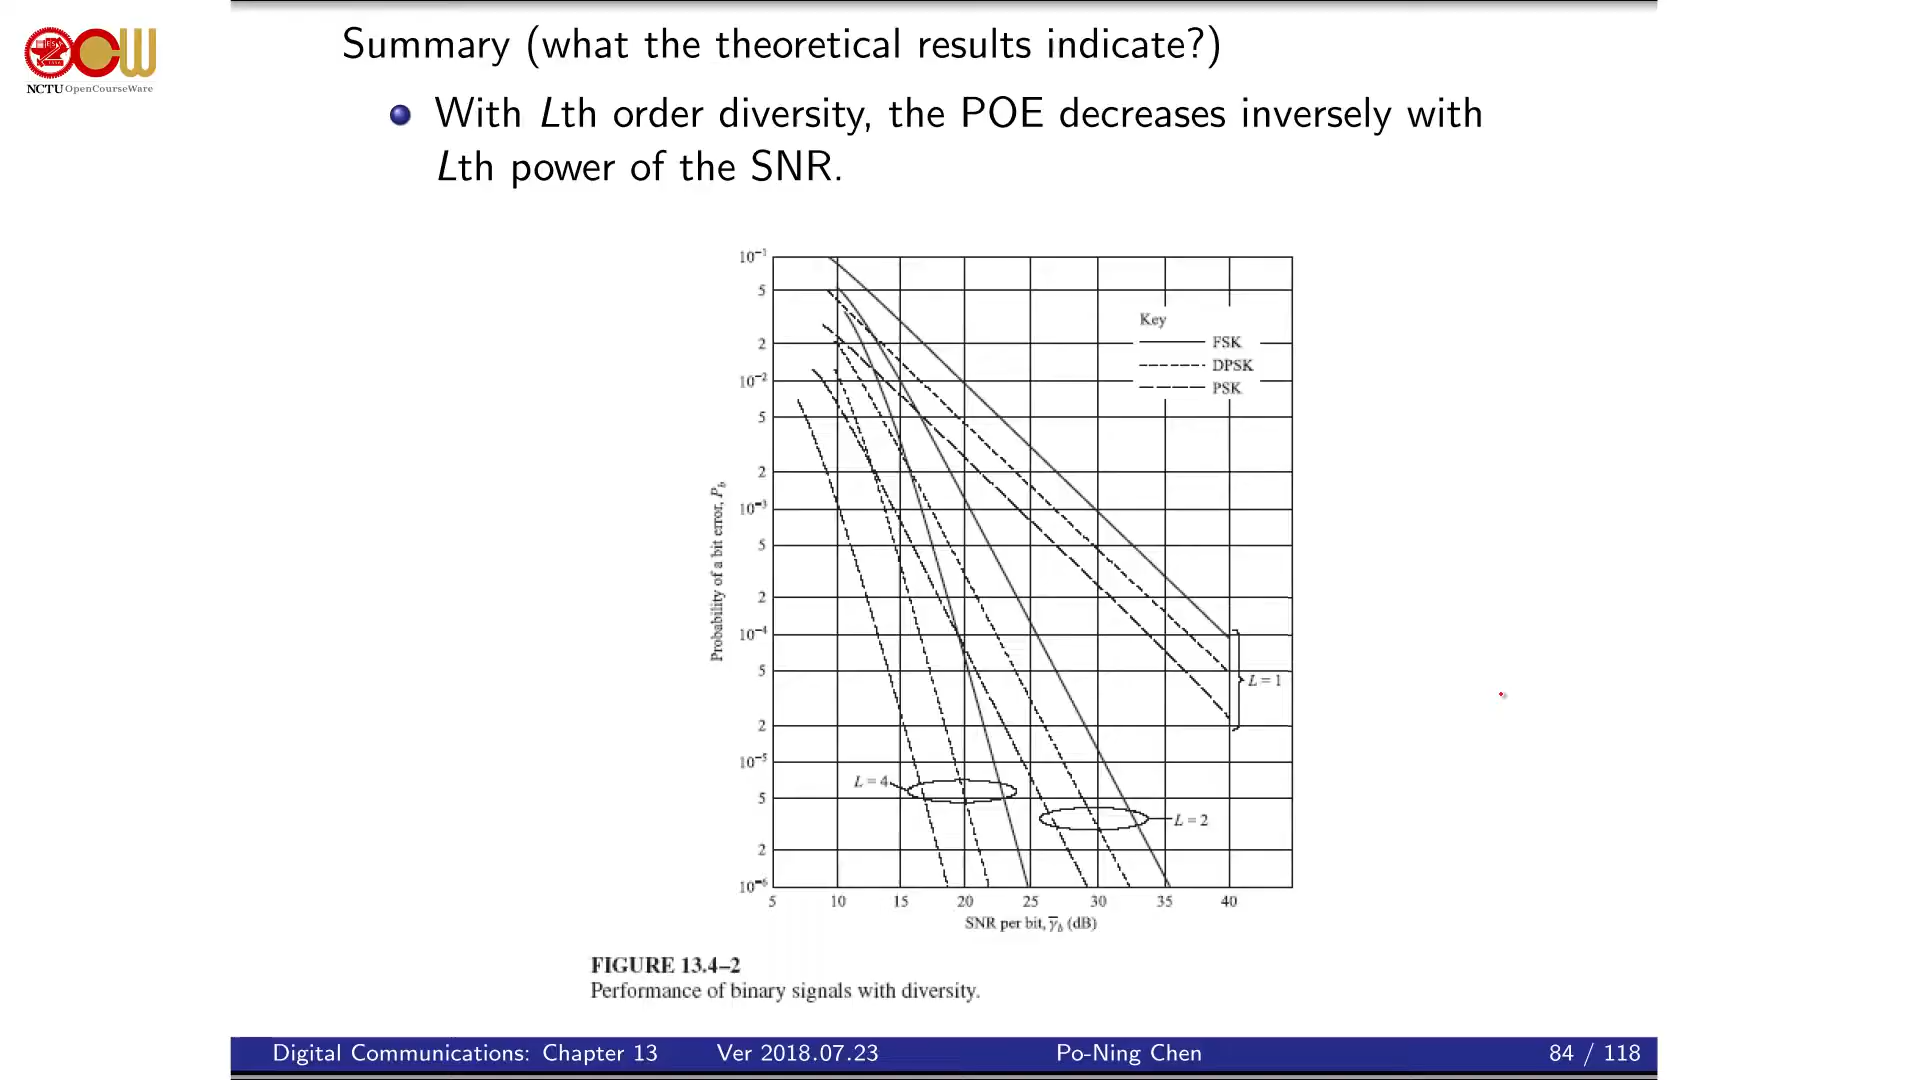 NCTU OpenCourseWare
Summary (what the theoretical results indicate?)
With Lth order diversity, the POE decreases inversely with
Lth power of the SNR.
10⁻¹
5
2
10⁻²
5
2
10⁻³
5
2
10⁻⁴
5
2
10⁻⁵
5
2
10⁻⁶
Probability of a bit error, P_b
Key
FSK
DPSK
PSK
L = 1
L = 4
L = 2
5 10 15 20 25 30 35 40
SNR per bit, γ̅_b (dB)
FIGURE 13.4–2
Performance of binary signals with diversity.
Digital Communications: Chapter 13 Ver 2018.07.23 Po-Ning Chen 84 / 118